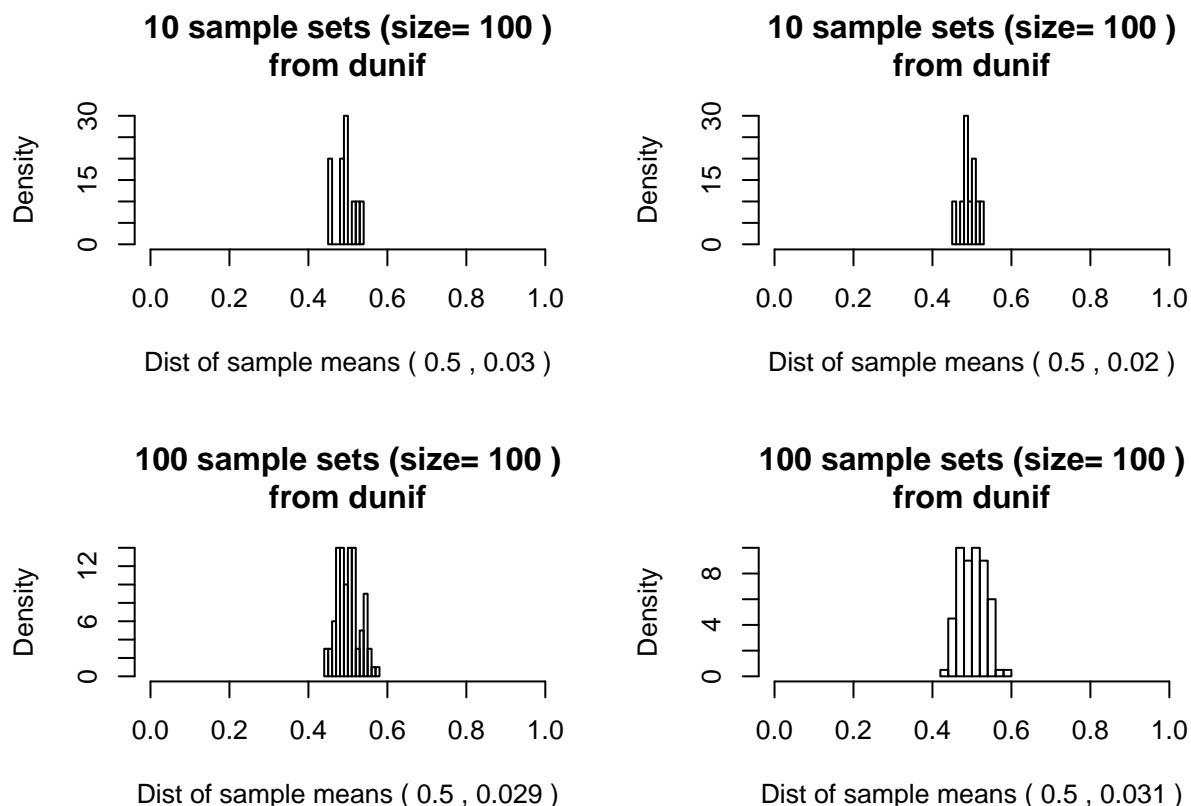 10 sample sets (size= 100 )
from dunif
Density
0 15 30
0.0 0.2 0.4 0.6 0.8 1.0
Dist of sample means ( 0.5 , 0.03 )
10 sample sets (size= 100 )
from dunif
Density
0 15 30
0.0 0.2 0.4 0.6 0.8 1.0
Dist of sample means ( 0.5 , 0.02 )
100 sample sets (size= 100 )
from dunif
Density
0 6 12
0.0 0.2 0.4 0.6 0.8 1.0
Dist of sample means ( 0.5 , 0.029 )
100 sample sets (size= 100 )
from dunif
Density
0 4 8
0.0 0.2 0.4 0.6 0.8 1.0
Dist of sample means ( 0.5 , 0.031 )